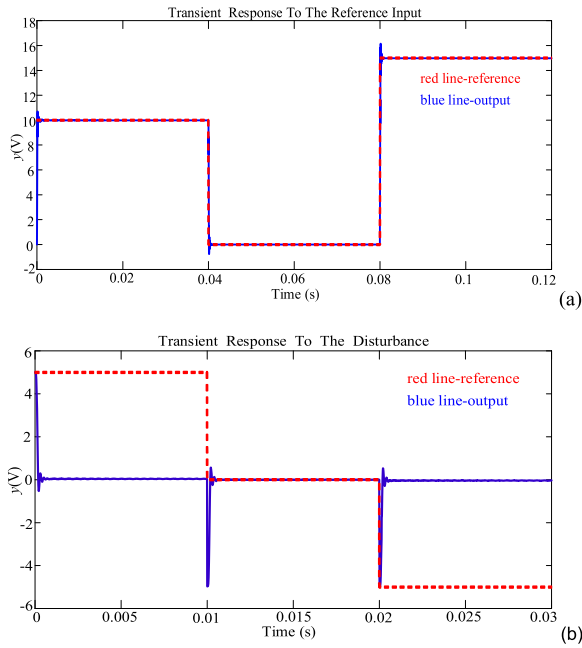 Transient Response To The Reference Input
18
16
14
12
10
8
6
4
2
0
-2
y(V)
red line-reference
blue line-output
0
0.02
0.04
0.06
0.08
0.1
0.12
Time (s)
(a)
Transient Response To The Disturbance
6
4
2
0
-2
-4
-6
y(V)
red line-reference
blue line-output
0
0.005
0.01
0.015
0.02
0.025
0.03
Time (s)
(b)